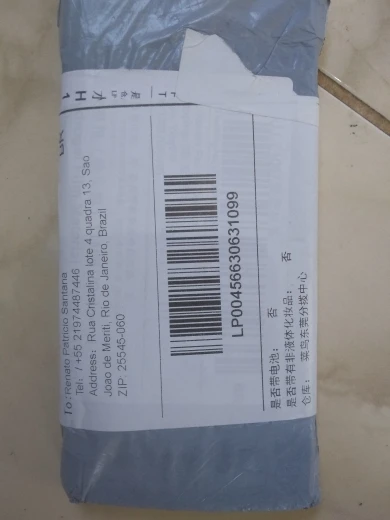 To: Renato Patricio Santana
Tel: / +55 21974487446
Address: Rua Cristalina lote 4 quadra 13, Sao
Joao de Meriti, Rio de Janeiro, Brazil
ZIP: 25545-060
LP00456630631099
是否带电池: 否
是否带有非液体化妆品: 否
仓库: 菜鸟东莞分拨中心